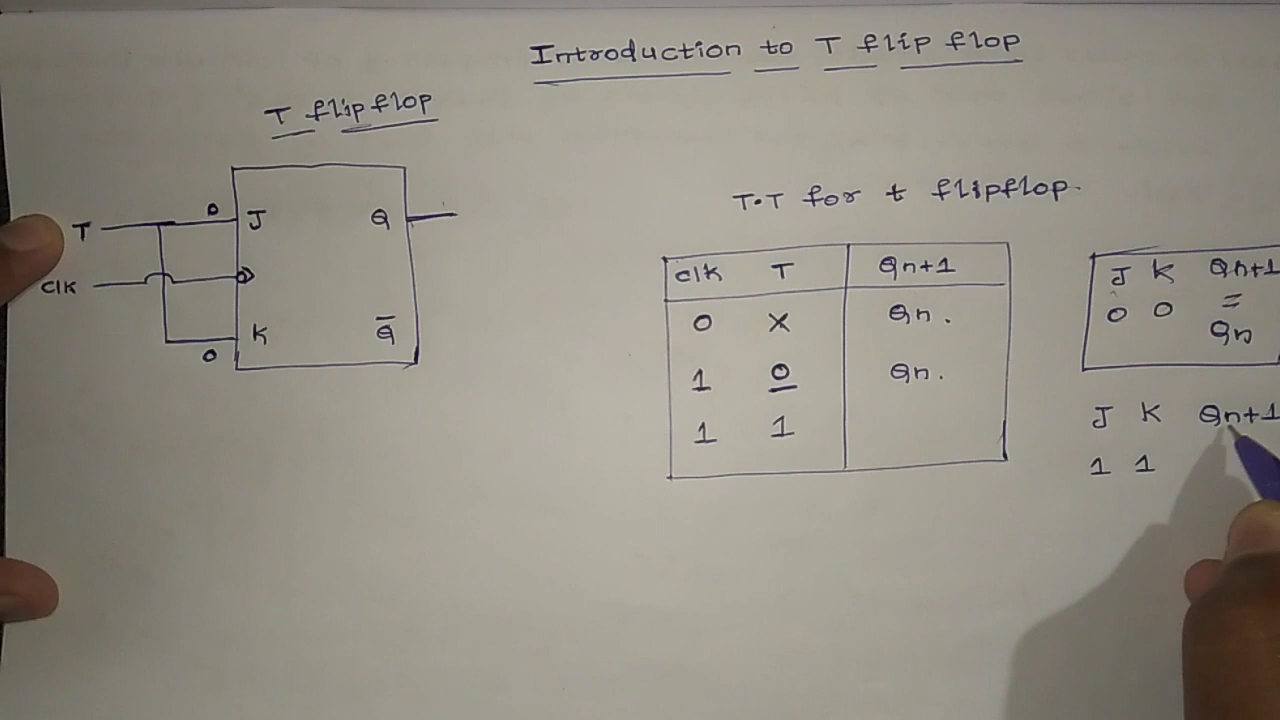 Introduction to T flip flop
T flip flop
T
0
J
Q
Clk
K
0
Q̅
T.T for t flipflop.
Clk T Qn+1
0 X Qn.
1 0 Qn.
1 1
J K Qn+1
0 0 =
Qn
J K Qn+1
1 1